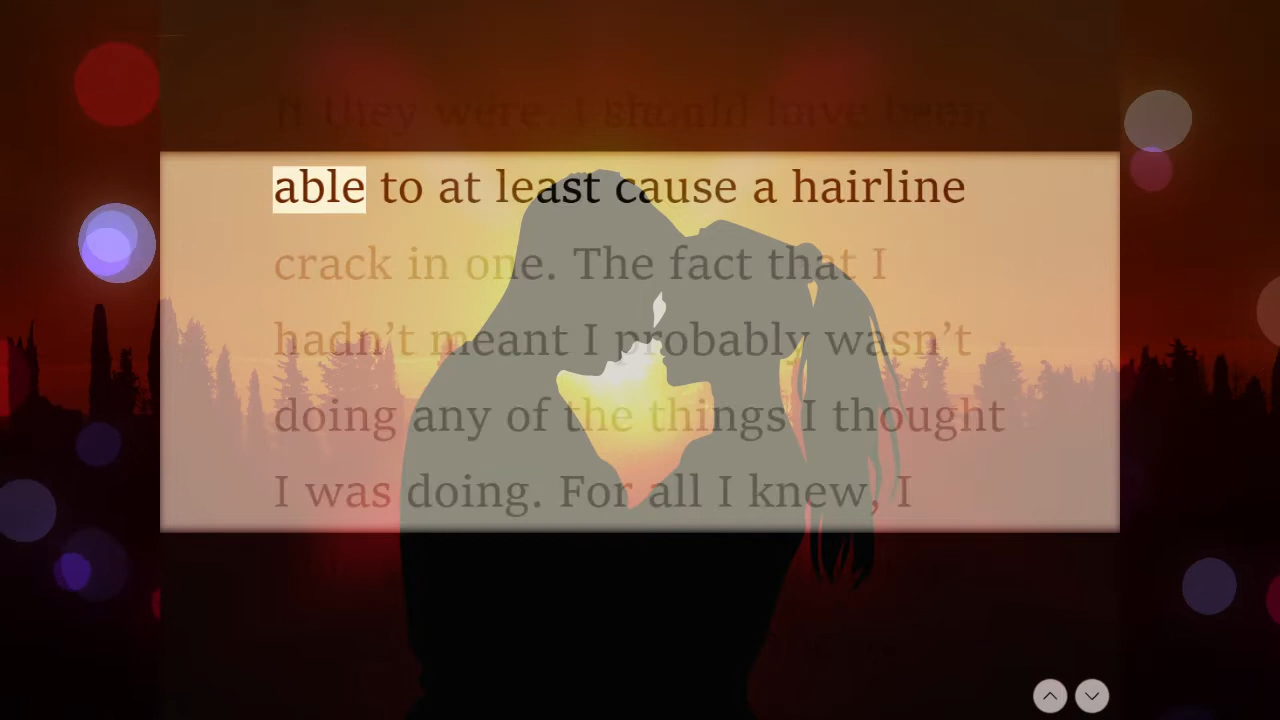 If they were, I should have been
able to at least cause a hairline
crack in one. The fact that I
hadn’t meant I probably wasn’t
doing any of the things I thought
I was doing. For all I knew, I